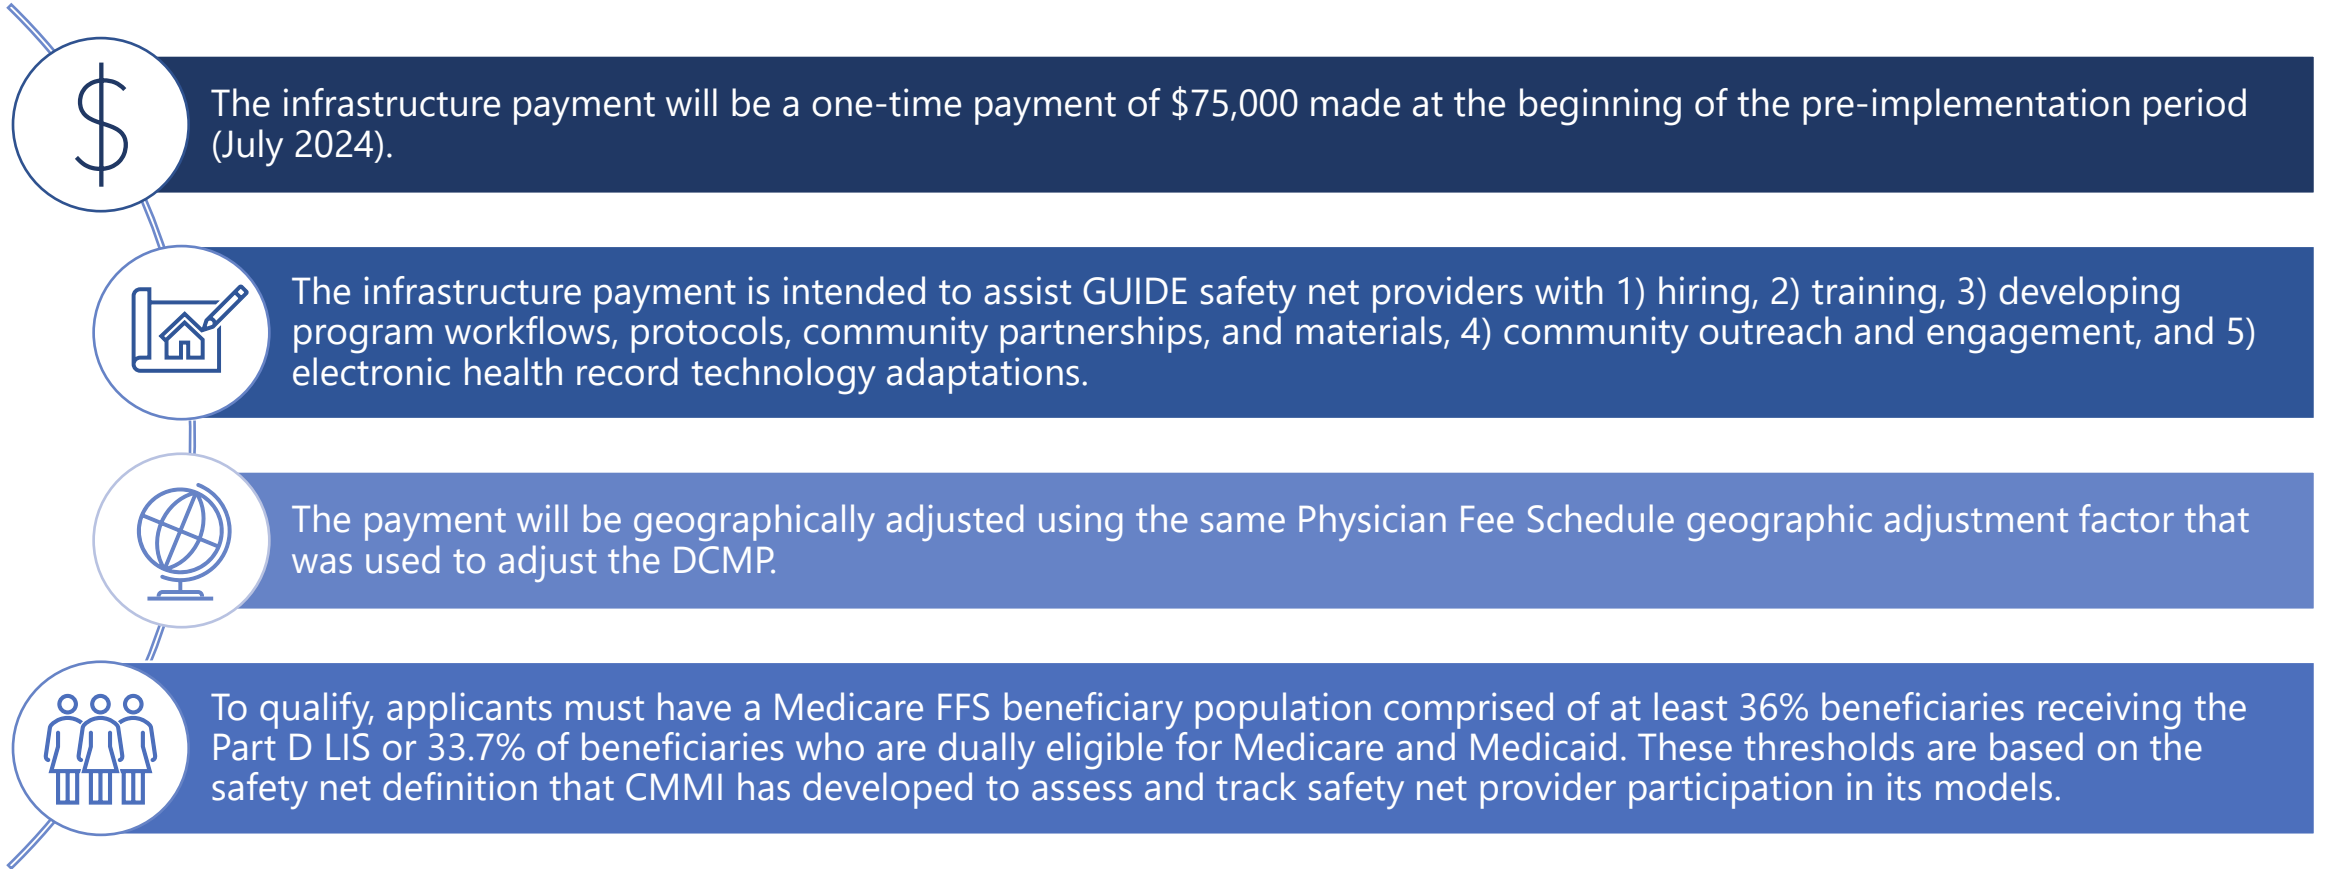 The infrastructure payment will be a one-time payment of $75,000 made at the beginning of the pre-implementation period
(July 2024).
The infrastructure payment is intended to assist GUIDE safety net providers with 1) hiring, 2) training, 3) developing
program workflows, protocols, community partnerships, and materials, 4) community outreach and engagement, and 5)
electronic health record technology adaptations.
The payment will be geographically adjusted using the same Physician Fee Schedule geographic adjustment factor that
was used to adjust the DCMP.
To qualify, applicants must have a Medicare FFS beneficiary population comprised of at least 36% beneficiaries receiving the
Part D LIS or 33.7% of beneficiaries who are dually eligible for Medicare and Medicaid. These thresholds are based on the
safety net definition that CMMI has developed to assess and track safety net provider participation in its models.